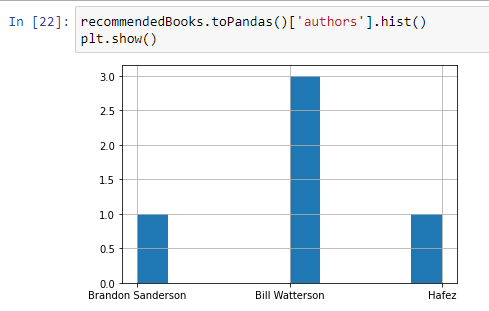 In [22]: recommendedBooks.toPandas()['authors'].hist()
plt.show()
3.0
2.5
2.0
1.5
1.0
0.5
0.0
Brandon Sanderson Bill Watterson Hafez